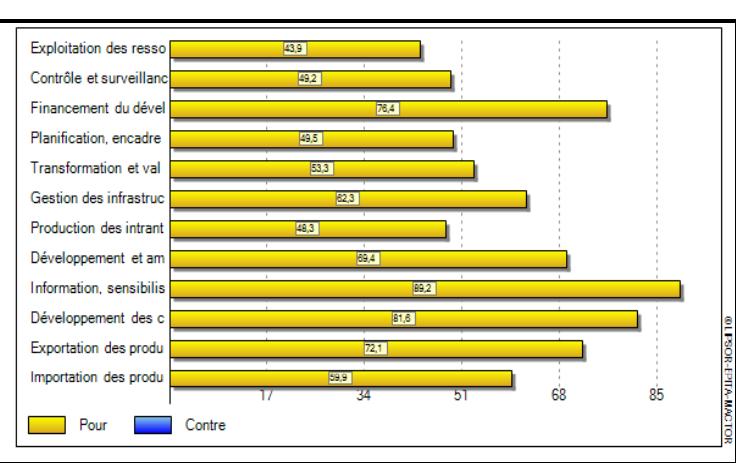 Exploitation des resso 43,9
Contrôle et surveillanc 49,2
Financement du dével 76,4
Planification, encadre 49,5
Transformation et val 53,3
Gestion des infrastruc 62,3
Production des intrant 48,3
Développement et am 69,4
Information, sensibilis 89,2
Développement des c 81,6
Exportation des produ 72,1
Importation des produ 59,9
17 34 51 68 85
Pour Contre
© LIPSOR-EPITA-MACTOR